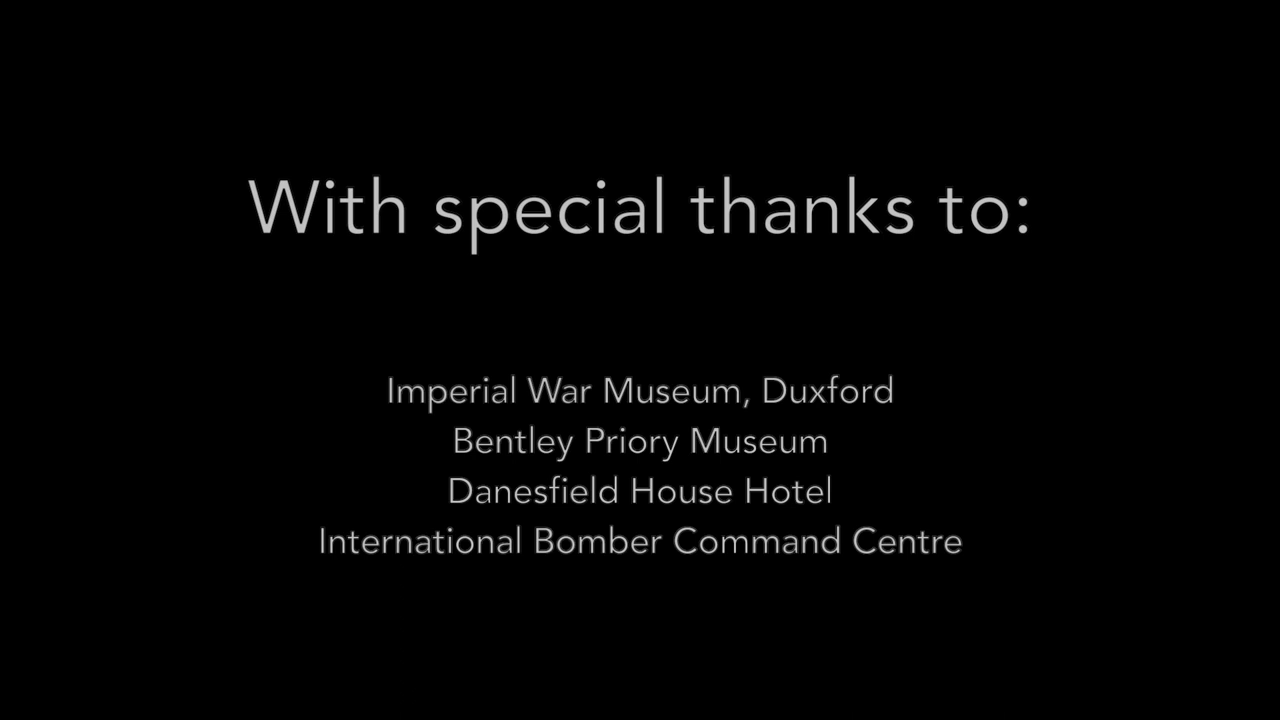 With special thanks to:
Imperial War Museum, Duxford
Bentley Priory Museum
Danesfield House Hotel
International Bomber Command Centre